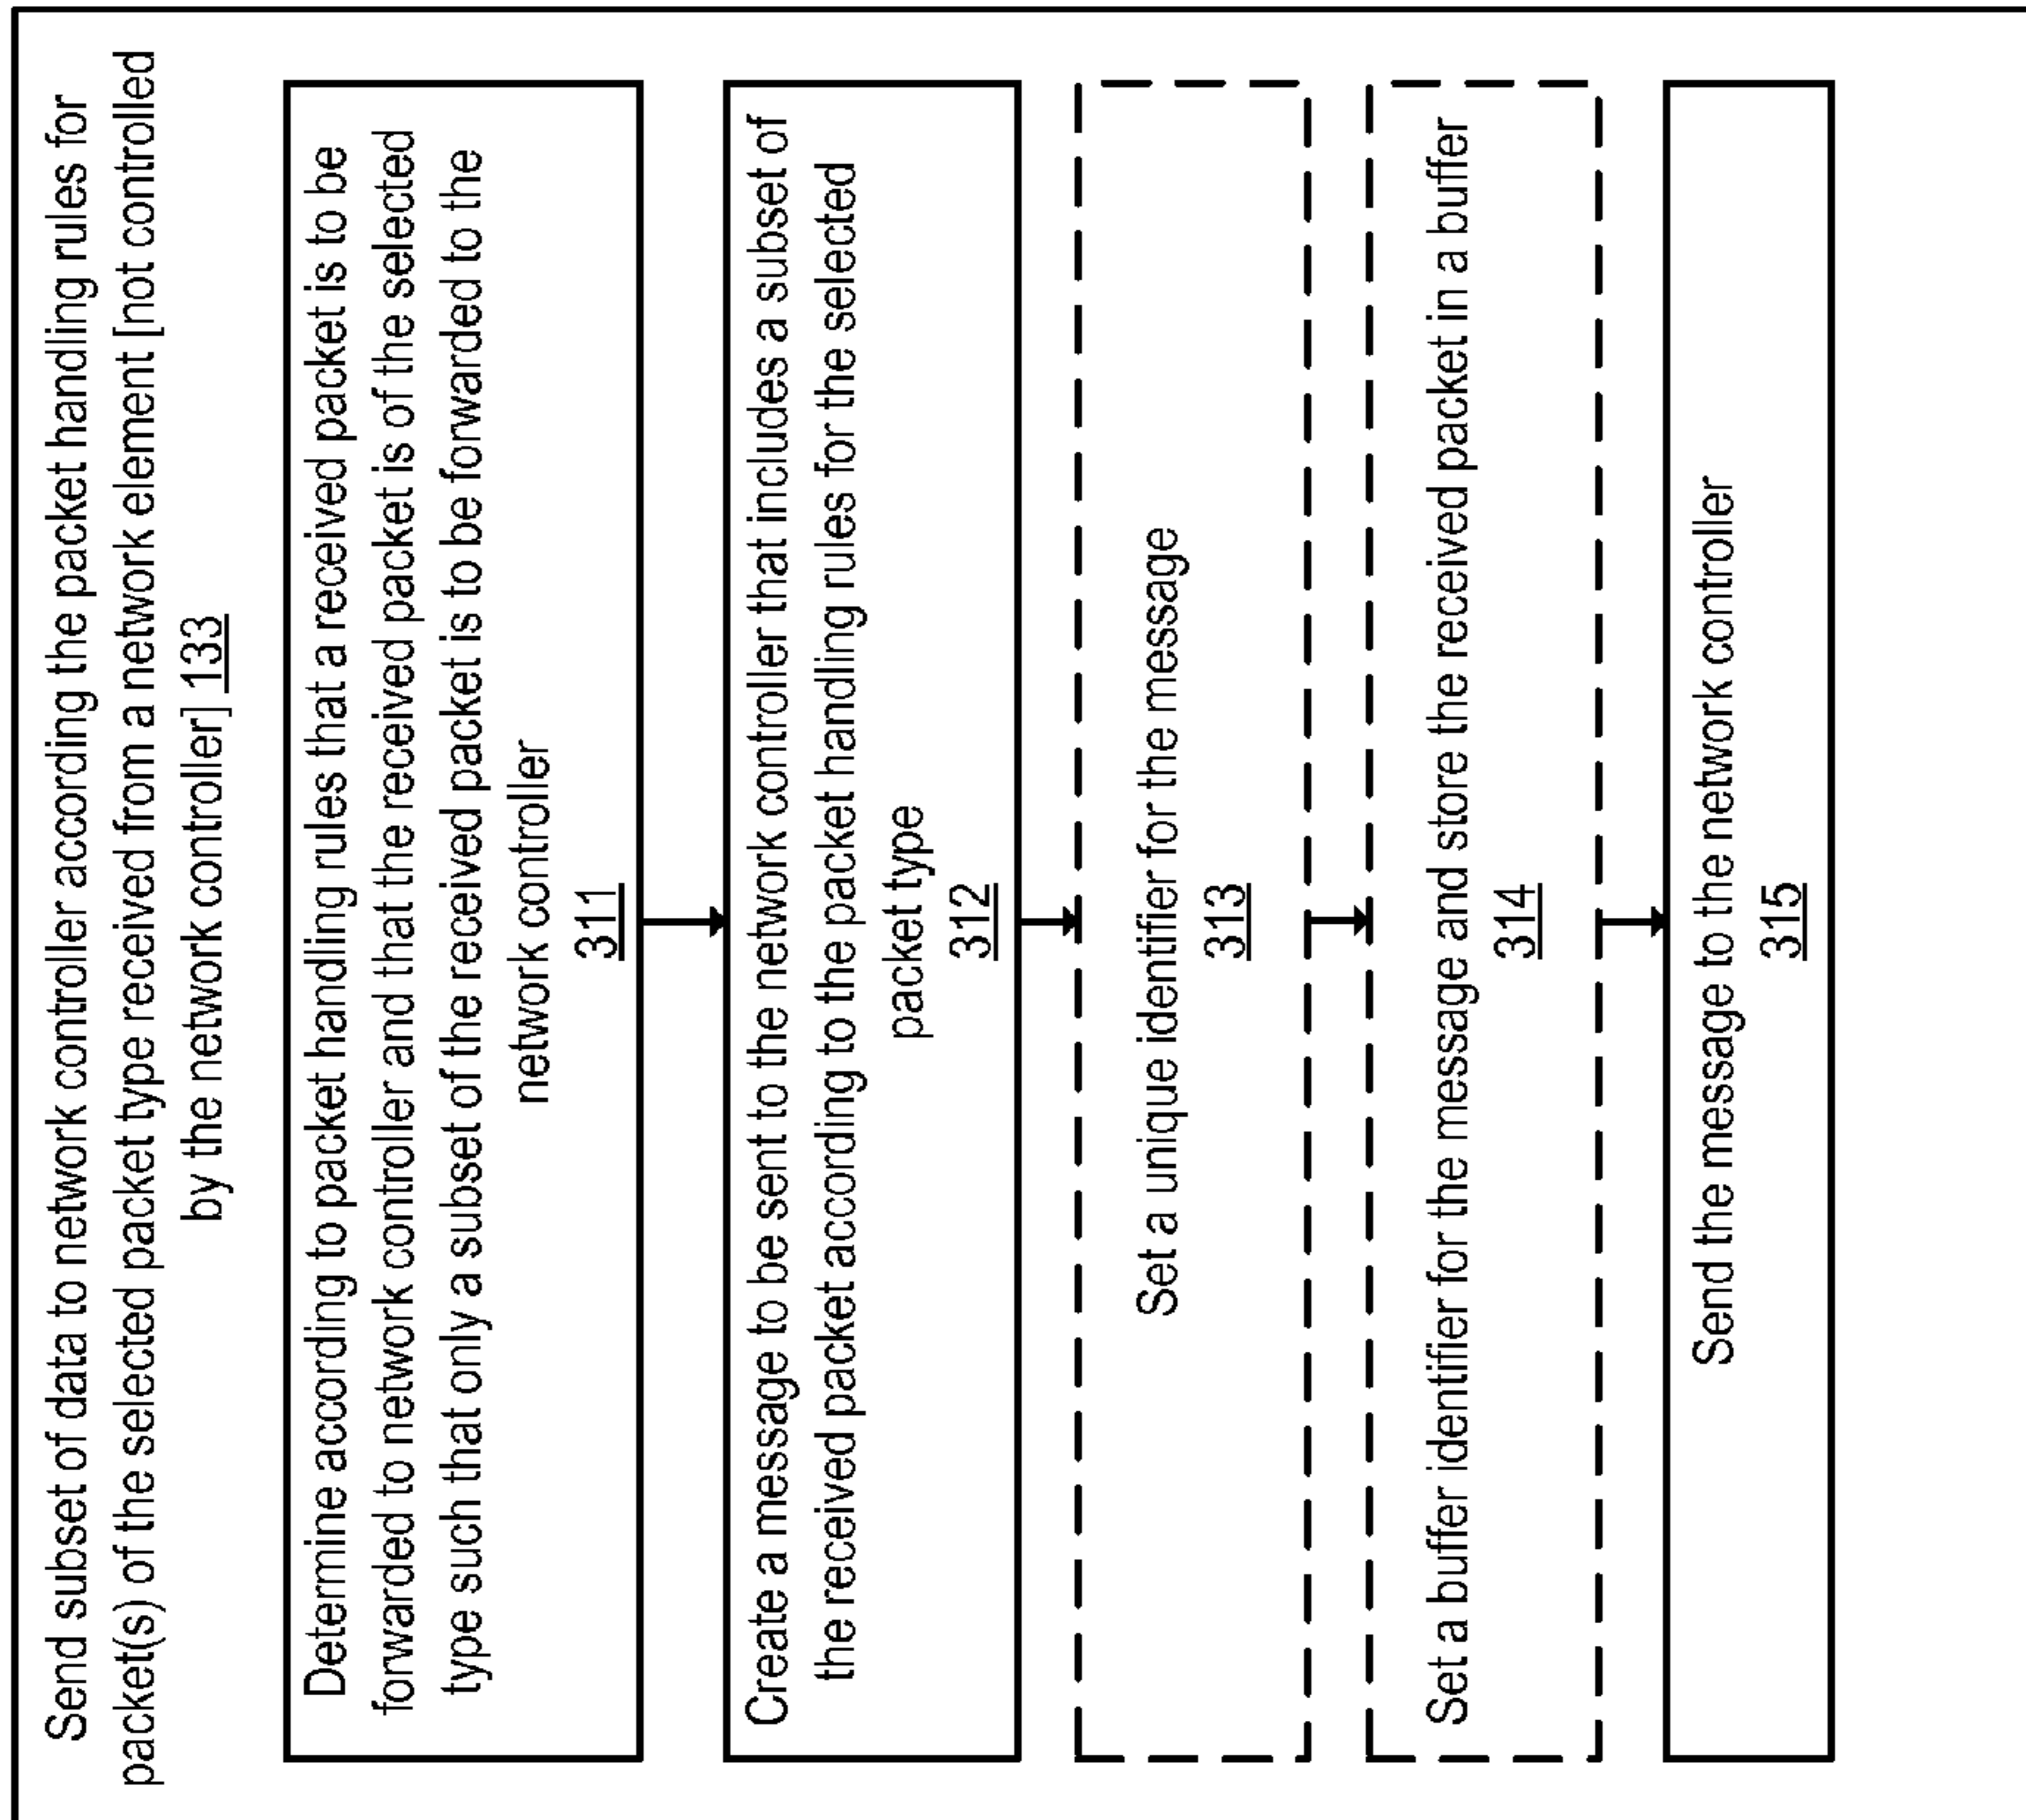 Send subset of data to network controller according the packet handling rules for
packet(s) of the selected packet type received from a network element [not controlled
by the network controller] 133
Determine according to packet handling rules that a received packet is to be
forwarded to network controller and that the received packet is of the selected
type such that only a subset of the received packet is to be forwarded to the
network controller
311
Create a message to be sent to the network controller that includes a subset of
the received packet according to the packet handling rules for the selected
packet type
312
Set a unique identifier for the message
313
Set a buffer identifier for the message and store the received packet in a buffer
314
Send the message to the network controller
315